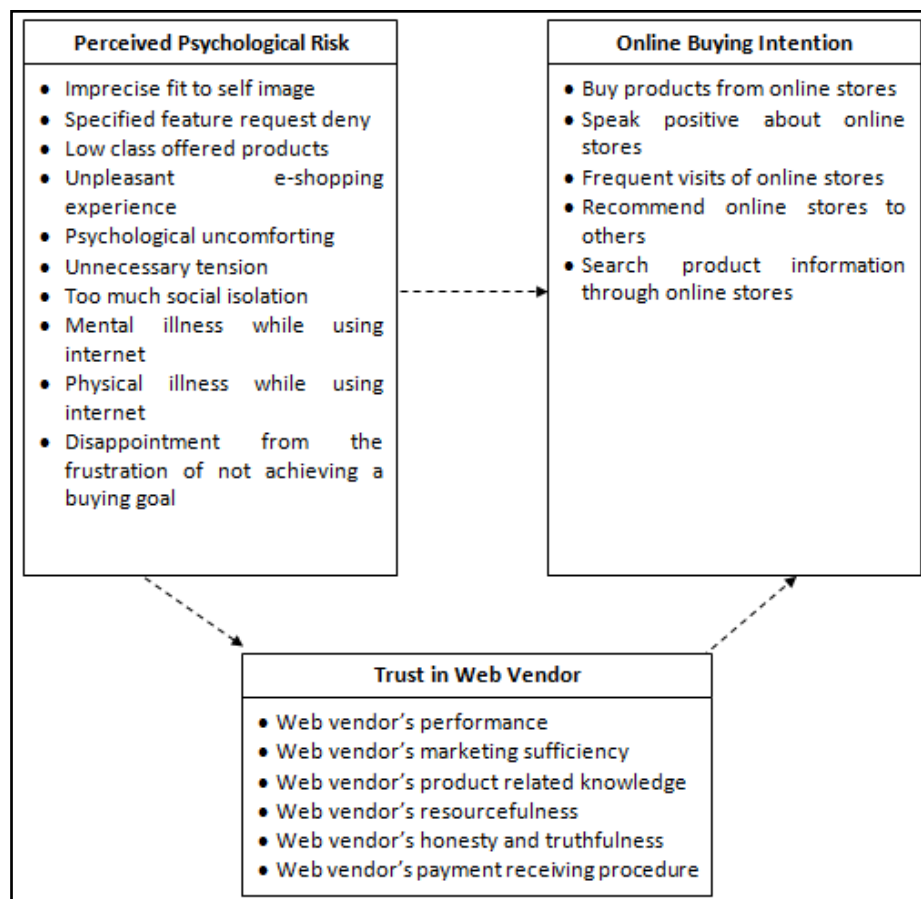 Perceived Psychological Risk
• Imprecise fit to self image
• Specified feature request deny
• Low class offered products
• Unpleasant e-shopping
experience
• Psychological uncomforting
• Unnecessary tension
• Too much social isolation
• Mental illness while using
internet
• Physical illness while using
internet
• Disappointment from the
frustration of not achieving a
buying goal
Online Buying Intention
• Buy products from online stores
• Speak positive about online
stores
• Frequent visits of online stores
• Recommend online stores to
others
• Search product information
through online stores
Trust in Web Vendor
• Web vendor’s performance
• Web vendor’s marketing sufficiency
• Web vendor’s product related knowledge
• Web vendor’s resourcefulness
• Web vendor’s honesty and truthfulness
• Web vendor’s payment receiving procedure